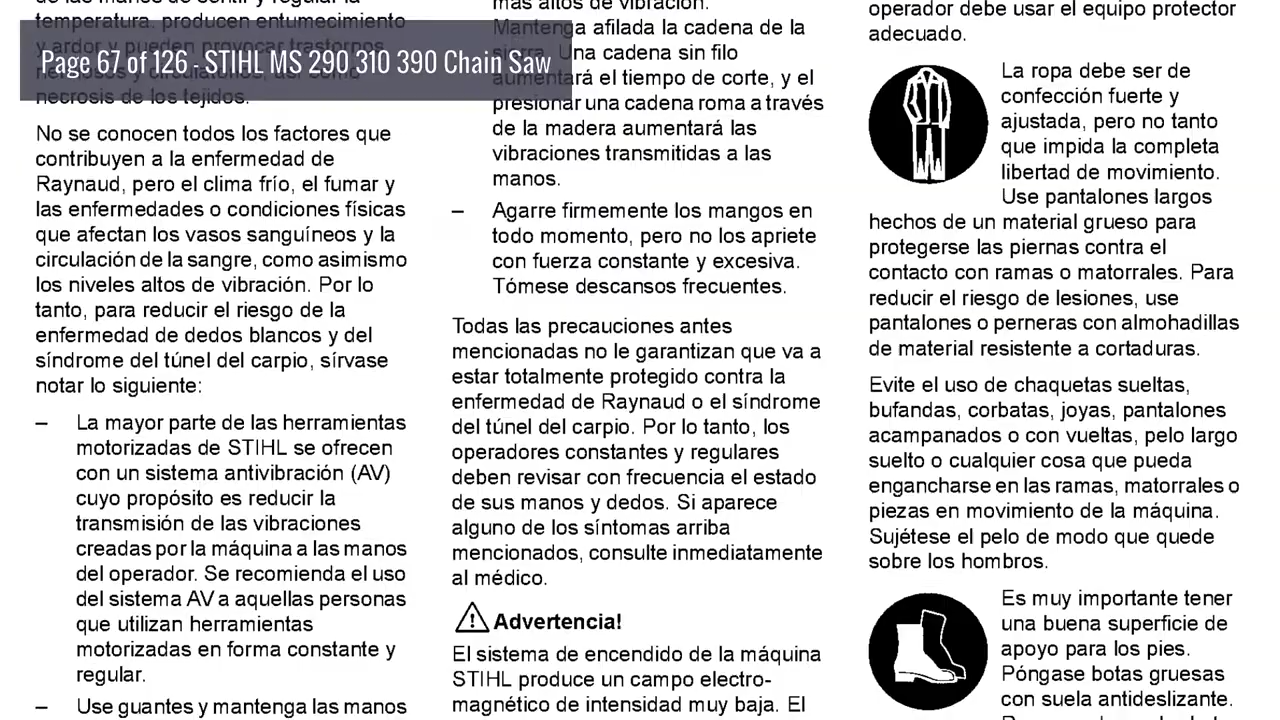 de las manos de sentir y regular la
temperatura, producen entumecimiento
y ardor y pueden provocar trastornos
nerviosos y circulatorios, así como
necrosis de los tejidos.
Page 67 of 126 - STIHL MS 290 310 390 Chain Saw
No se conocen todos los factores que
contribuyen a la enfermedad de
Raynaud, pero el clima frío, el fumar y
las enfermedades o condiciones físicas
que afectan los vasos sanguíneos y la
circulación de la sangre, como asimismo
los niveles altos de vibración. Por lo
tanto, para reducir el riesgo de la
enfermedad de dedos blancos y del
síndrome del túnel del carpio, sírvase
notar lo siguiente:
– La mayor parte de las herramientas
motorizadas de STIHL se ofrecen
con un sistema antivibración (AV)
cuyo propósito es reducir la
transmisión de las vibraciones
creadas por la máquina a las manos
del operador. Se recomienda el uso
del sistema AV a aquellas personas
que utilizan herramientas
motorizadas en forma constante y
regular.
– Use guantes y mantenga las manos
más altos de vibración.
Mantenga afilada la cadena de la
sierra. Una cadena sin filo
aumentará el tiempo de corte, y el
presionar una cadena roma a través
de la madera aumentará las
vibraciones transmitidas a las
manos.
– Agarre firmemente los mangos en
todo momento, pero no los apriete
con fuerza constante y excesiva.
Tómese descansos frecuentes.
Todas las precauciones antes
mencionadas no le garantizan que va a
estar totalmente protegido contra la
enfermedad de Raynaud o el síndrome
del túnel del carpio. Por lo tanto, los
operadores constantes y regulares
deben revisar con frecuencia el estado
de sus manos y dedos. Si aparece
alguno de los síntomas arriba
mencionados, consulte inmediatamente
al médico.
Advertencia!
El sistema de encendido de la máquina
STIHL produce un campo electro-
magnético de intensidad muy baja. El
operador debe usar el equipo protector
adecuado.
La ropa debe ser de
confección fuerte y
ajustada, pero no tanto
que impida la completa
libertad de movimiento.
Use pantalones largos
hechos de un material grueso para
protegerse las piernas contra el
contacto con ramas o matorrales. Para
reducir el riesgo de lesiones, use
pantalones o perneras con almohadillas
de material resistente a cortaduras.
Evite el uso de chaquetas sueltas,
bufandas, corbatas, joyas, pantalones
acampanados o con vueltas, pelo largo
suelto o cualquier cosa que pueda
engancharse en las ramas, matorrales o
piezas en movimiento de la máquina.
Sujétese el pelo de modo que quede
sobre los hombros.
Es muy importante tener
una buena superficie de
apoyo para los pies.
Póngase botas gruesas
con suela antideslizante.